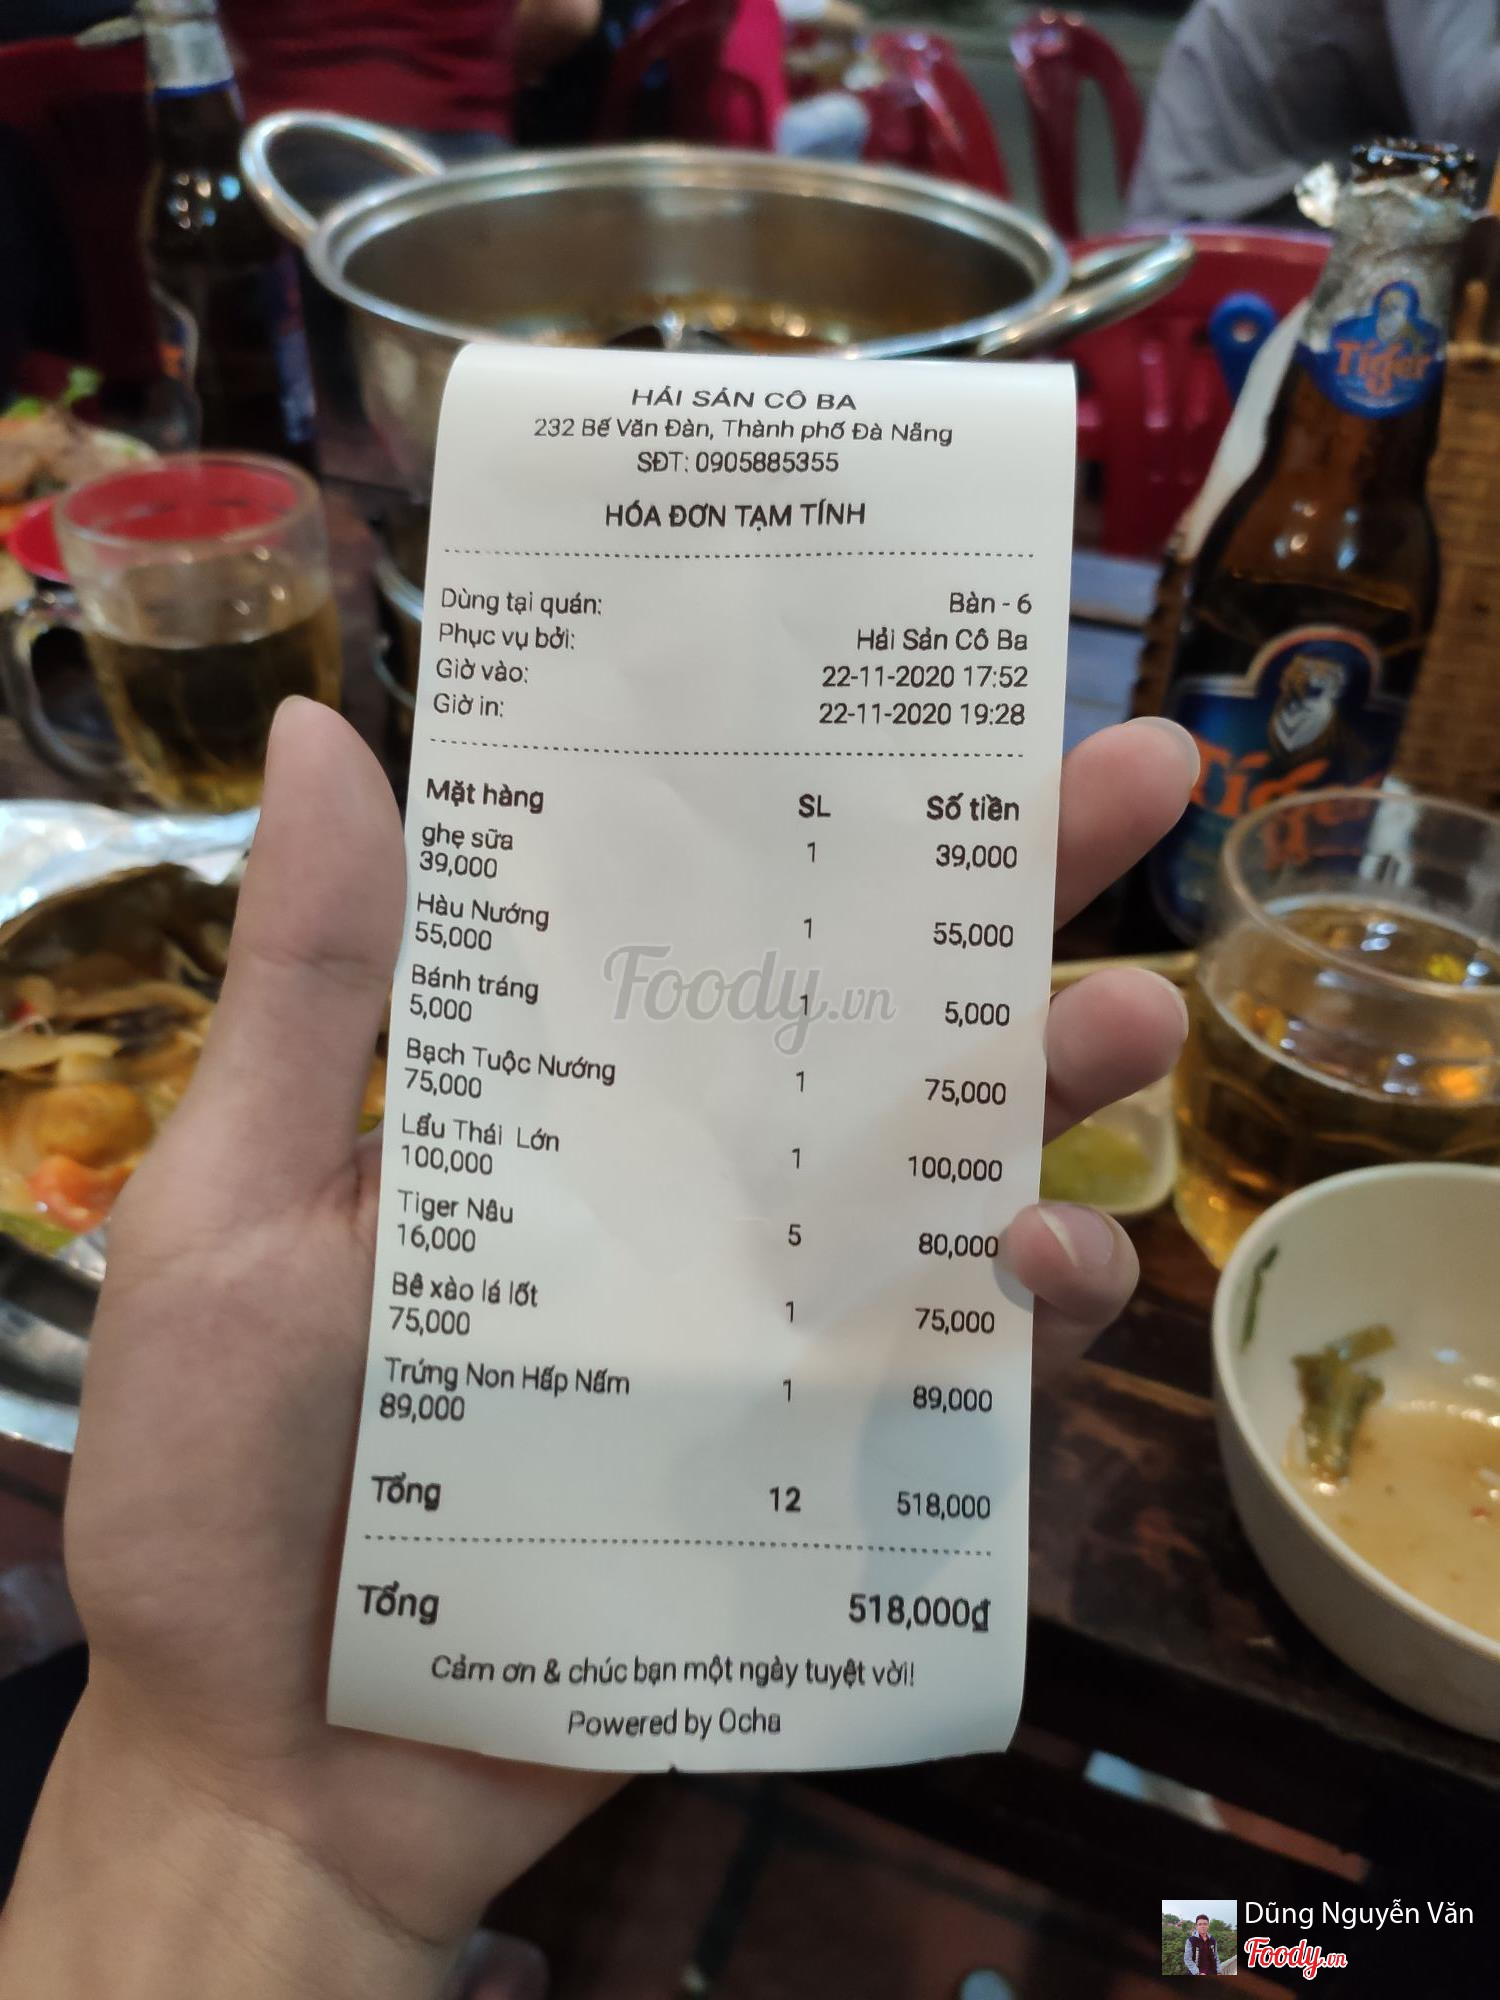 HẢI SẢN CÔ BA
232 Bế Văn Đàn, Thành phố Đà Nẵng
SĐT: 0905885355
HÓA ĐƠN TẠM TÍNH
Dùng tại quán: Bàn - 6
Phục vụ bởi: Hải Sản Cô Ba
Giờ vào: 22-11-2020 17:52
Giờ in: 22-11-2020 19:28
Mặt hàng SL Số tiền
ghẹ sữa
39,000 1 39,000
Hàu Nướng
55,000 1 55,000
Bánh tráng
5,000 1 5,000
Bạch Tuộc Nướng
75,000 1 75,000
Lẩu Thái Lớn
100,000 1 100,000
Tiger Nâu
16,000 5 80,000
Bê xào lá lốt
75,000 1 75,000
Trứng Non Hấp Nấm
89,000 1 89,000
Tổng 12 518,000
Tổng 518,000₫
Cảm ơn & chúc bạn một ngày tuyệt vời!
Powered by Ocha
Foody.vn
Tiger
Tiger
Dũng Nguyễn Văn
Foody.vn